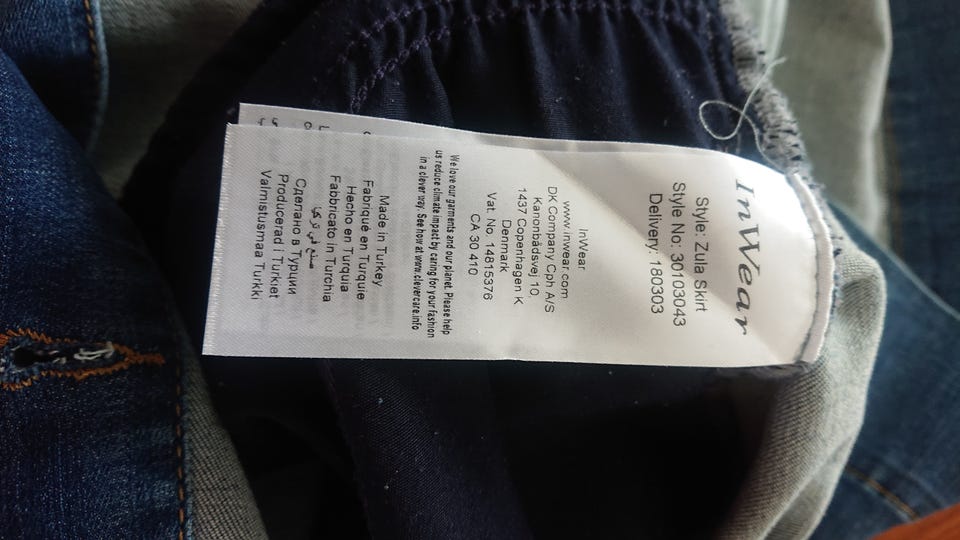 InWear
Style: Zula Skirt
Style No: 30103043
Delivery: 180303
InWear
www.inwear.com
DK Company Cph A/S
Kanonbådsvej 10
1437 Copenhagen K
Denmark
Vat. No. 14815376
CA 30 410
We love our garments and our planet. Please help
us reduce climate impact by caring for your fashion
in a clever way. See how at www.clevercare.info
Made in Turkey
Fabriqué en Turquie
Hecho en Turquia
Fabbricato in Turchia
صنع في تركيا
Сделано в Турции
Producerad i Turkiet
Valmistusmaa Turkki